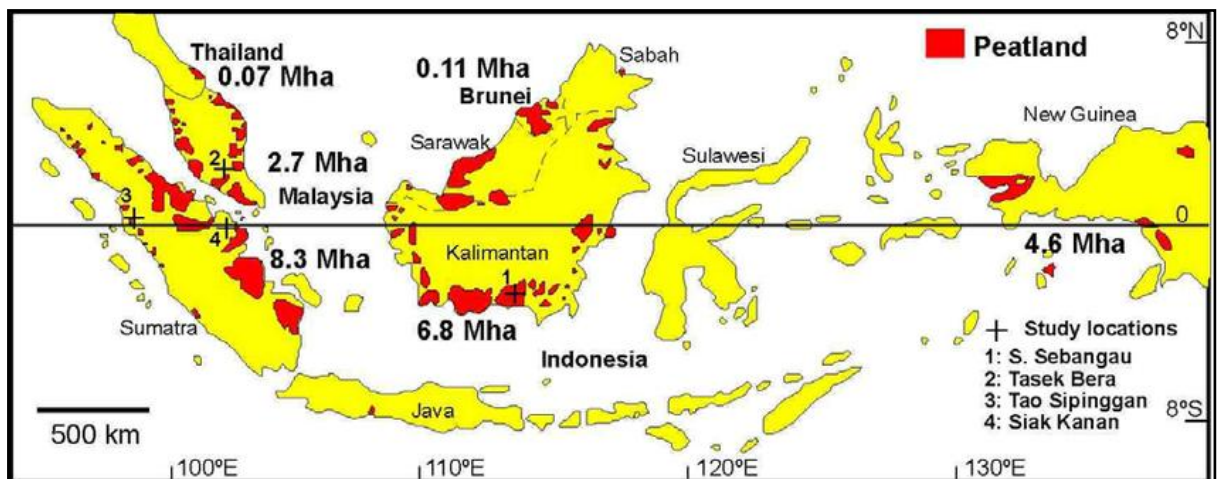 Thailand
0.07 Mha
0.11 Mha
Brunei
Sabah
Peatland
8ºN
New Guinea
Sarawak
Sulawesi
2
2.7 Mha
Malaysia
3
4
0
Kalimantan
4.6 Mha
8.3 Mha
1
Sumatra
6.8 Mha
Indonesia
Study locations
1: S. Sebangau
2: Tasek Bera
3: Tao Sipinggan
4: Siak Kanan
Java
8ºS
500 km
100ºE
110ºE
120ºE
130ºE